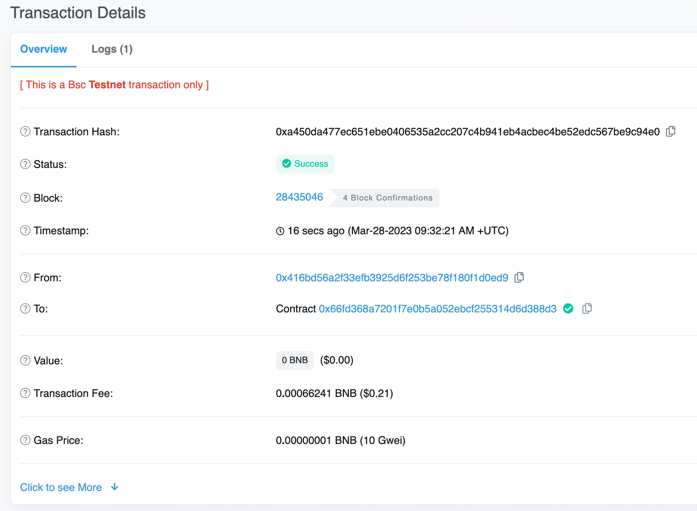 Transaction Details
Overview Logs (1)
[ This is a Bsc Testnet transaction only ]
Transaction Hash: 0xa450da477ec651ebe0406535a2cc207c4b941eb4acbec4be52edc567be9c94e0
Status: Success
Block: 28435046 4 Block Confirmations
Timestamp: 16 secs ago (Mar-28-2023 09:32:21 AM +UTC)
From: 0x416bd56a2f33efb3925d6f253be78f180f1d0ed9
To: Contract 0x66fd368a7201f7e0b5a052ebcf255314d6d388d3
Value: 0 BNB ($0.00)
Transaction Fee: 0.00066241 BNB ($0.21)
Gas Price: 0.00000001 BNB (10 Gwei)
Click to see More